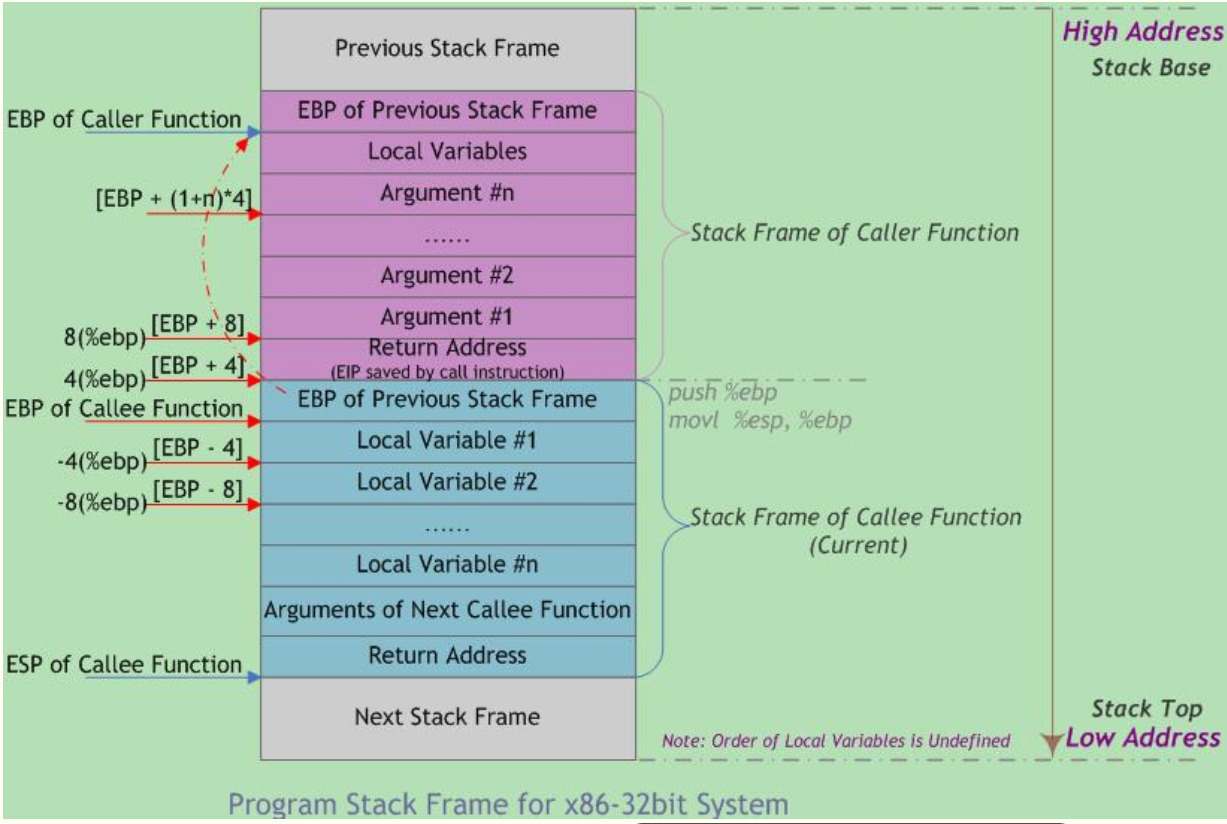 High Address
Previous Stack Frame
Stack Base
EBP of Previous Stack Frame
EBP of Caller Function
Local Variables
[EBP + (1+n)*4]
Argument #n
......
Stack Frame of Caller Function
Argument #2
Argument #1
8(%ebp) [EBP + 8]
Return Address
(EIP saved by call instruction)
4(%ebp) [EBP + 4]
EBP of Previous Stack Frame
push %ebp
movl %esp, %ebp
EBP of Callee Function
Local Variable #1
-4(%ebp) [EBP - 4]
Local Variable #2
-8(%ebp) [EBP - 8]
......
Stack Frame of Callee Function
(Current)
Local Variable #n
Arguments of Next Callee Function
Return Address
ESP of Callee Function
Next Stack Frame
Stack Top
Note: Order of Local Variables is Undefined
Low Address
Program Stack Frame for x86-32bit System